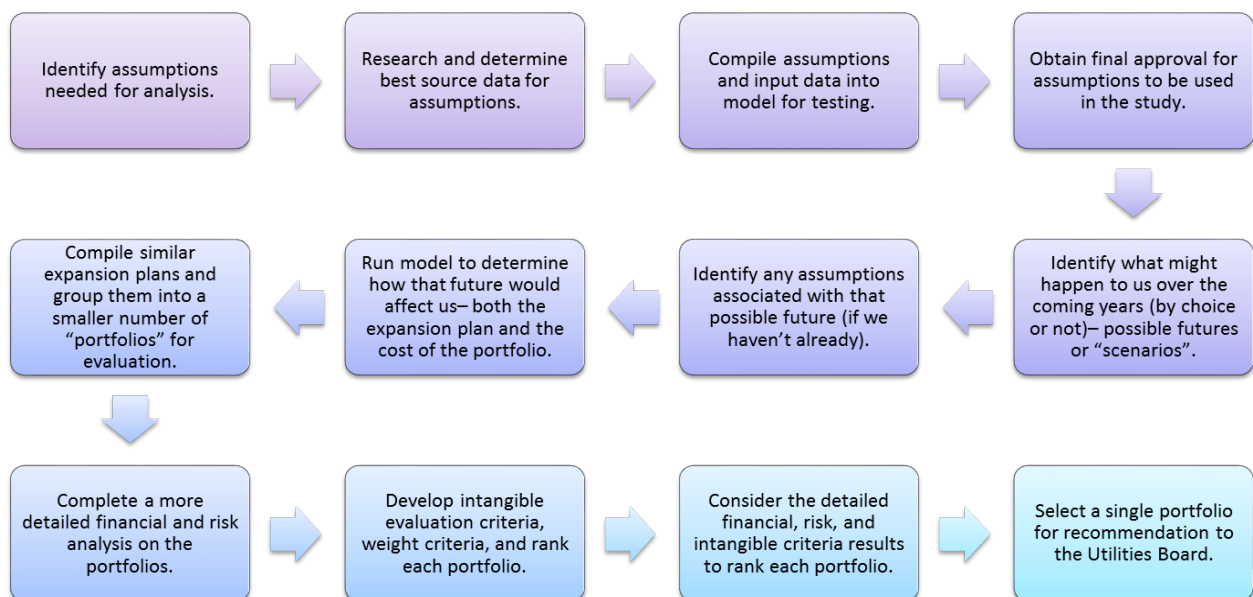 Identify assumptions
needed for analysis.
Research and determine
best source data for
assumptions.
Compile assumptions
and input data into
model for testing.
Obtain final approval for
assumptions to be used
in the study.
Identify what might
happen to us over the
coming years (by choice
or not)– possible futures
or “scenarios”.
Identify any assumptions
associated with that
possible future (if we
haven’t already).
Run model to determine
how that future would
affect us– both the
expansion plan and the
cost of the portfolio.
Compile similar
expansion plans and
group them into a
smaller number of
“portfolios” for
evaluation.
Complete a more
detailed financial and risk
analysis on the
portfolios.
Develop intangible
evaluation criteria,
weight criteria, and rank
each portfolio.
Consider the detailed
financial, risk, and
intangible criteria results
to rank each portfolio.
Select a single portfolio
for recommendation to
the Utilities Board.